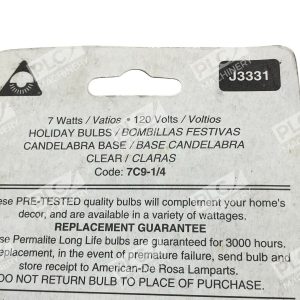 J3331
7 Watts / Vatios • 120 Volts / Voltios
HOLIDAY BULBS / BOMBILLAS FESTIVAS
CANDELABRA BASE / BASE CANDELABRA
CLEAR / CLARAS
Code: 7C9-1/4
se PRE-TESTED quality bulbs will complement your home's
decor, and are available in a variety of wattages.
REPLACEMENT GUARANTEE
se Permalite Long Life bulbs are guaranteed for 3000 hours.
eplacement, in the event of premature failure, send bulb and
store receipt to American-De Rosa Lamparts.
DO NOT RETURN BULB TO PLACE OF PURCHASE